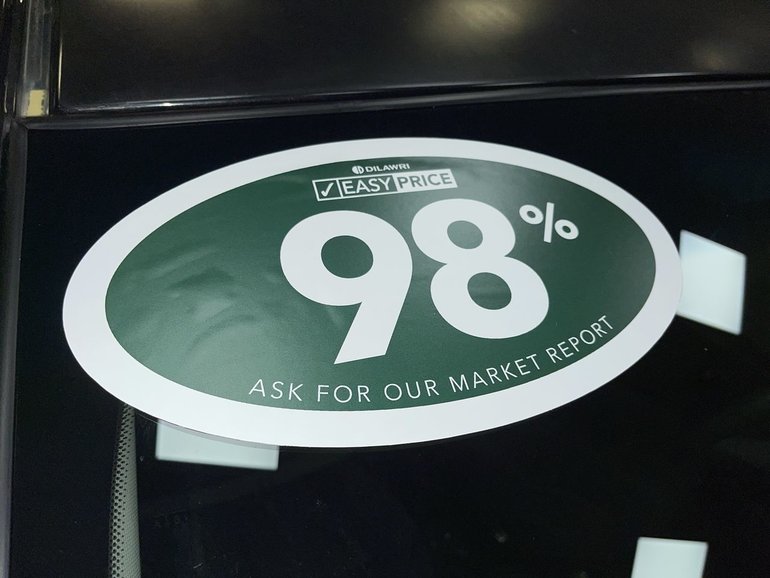 DILAWRI
EASY PRICE
98%
ASK FOR OUR MARKET REPORT